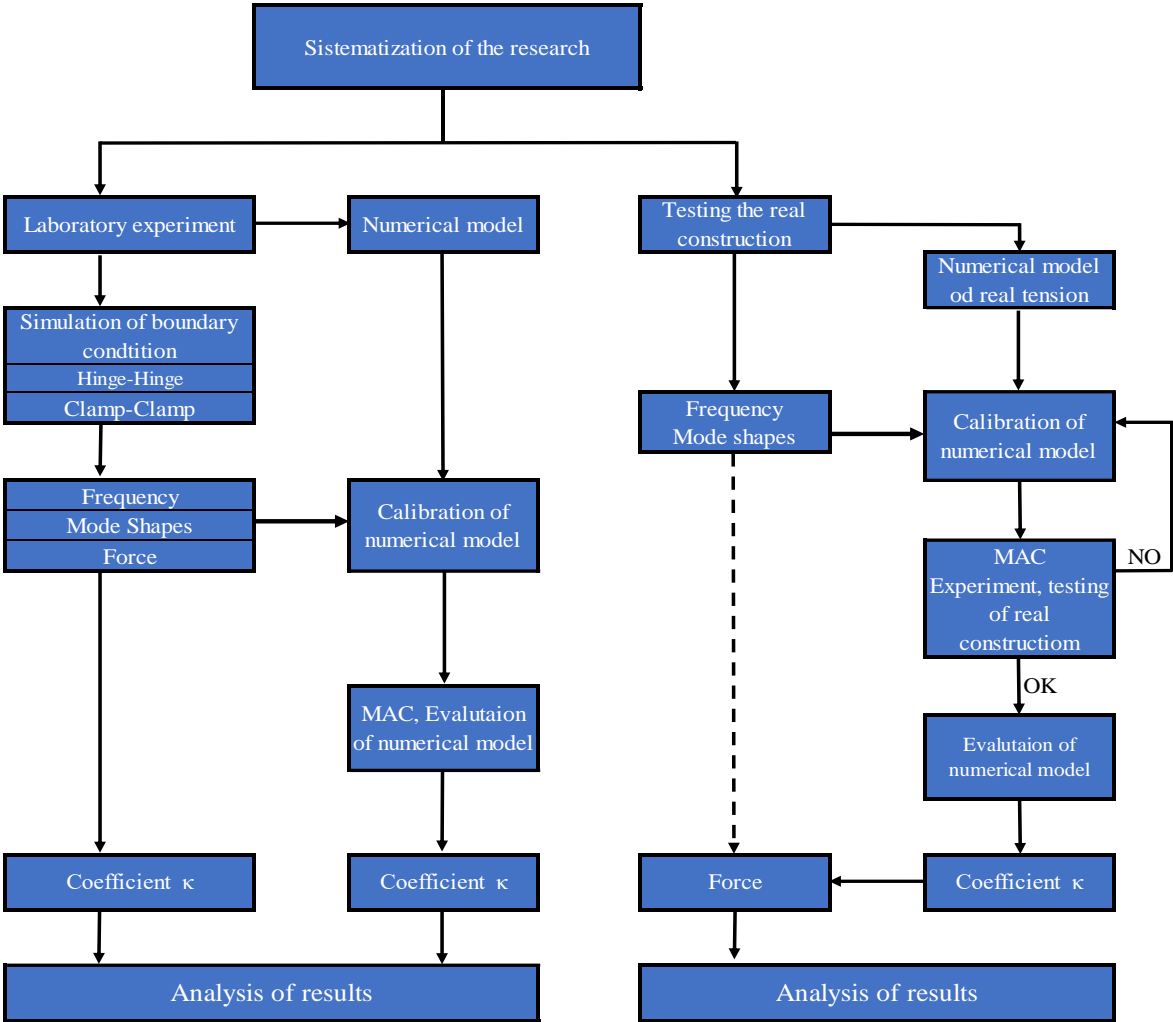 Sistematization of the research
Laboratory experiment
Numerical model
Simulation of boundary
condtition
Hinge-Hinge
Clamp-Clamp
Frequency
Mode Shapes
Force
Calibration of
numerical model
MAC, Evalutaion
of numerical model
Coefficient κ
Coefficient κ
Analysis of results
Testing the real
construction
Numerical model
od real tension
Frequency
Mode shapes
Calibration of
numerical model
MAC
Experiment, testing
of real
constructiom
NO
OK
Evalutaion of
numerical model
Force
Coefficient κ
Analysis of results